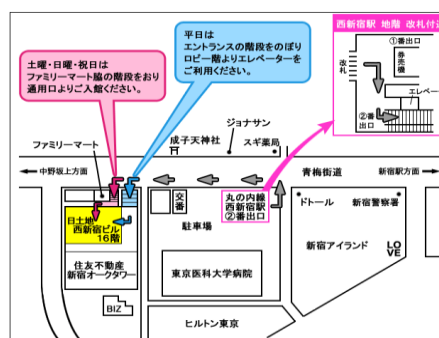 西新宿駅 地階 改札付近
①番出口
券売機
改札
エレベー
②番
出口
平日は
エントランスの階段をのぼり
ロビー階よりエレベーターを
ご利用ください。
土曜・日曜・祝日は
ファミリーマート脇の階段をおり
通用口よりご入館ください。
ジョナサン
成子天神社
スギ薬局
ファミリーマート
中野坂上方面
青梅街道
新宿駅方面
日土地
西新宿ビル
16階
交番
丸の内線
西新宿駅
②番出口
ドトール
新宿警察署
駐車場
新宿アイランド
LO
VE
住友不動産
新宿オークタワー
東京医科大学病院
BIZ
ヒルトン東京